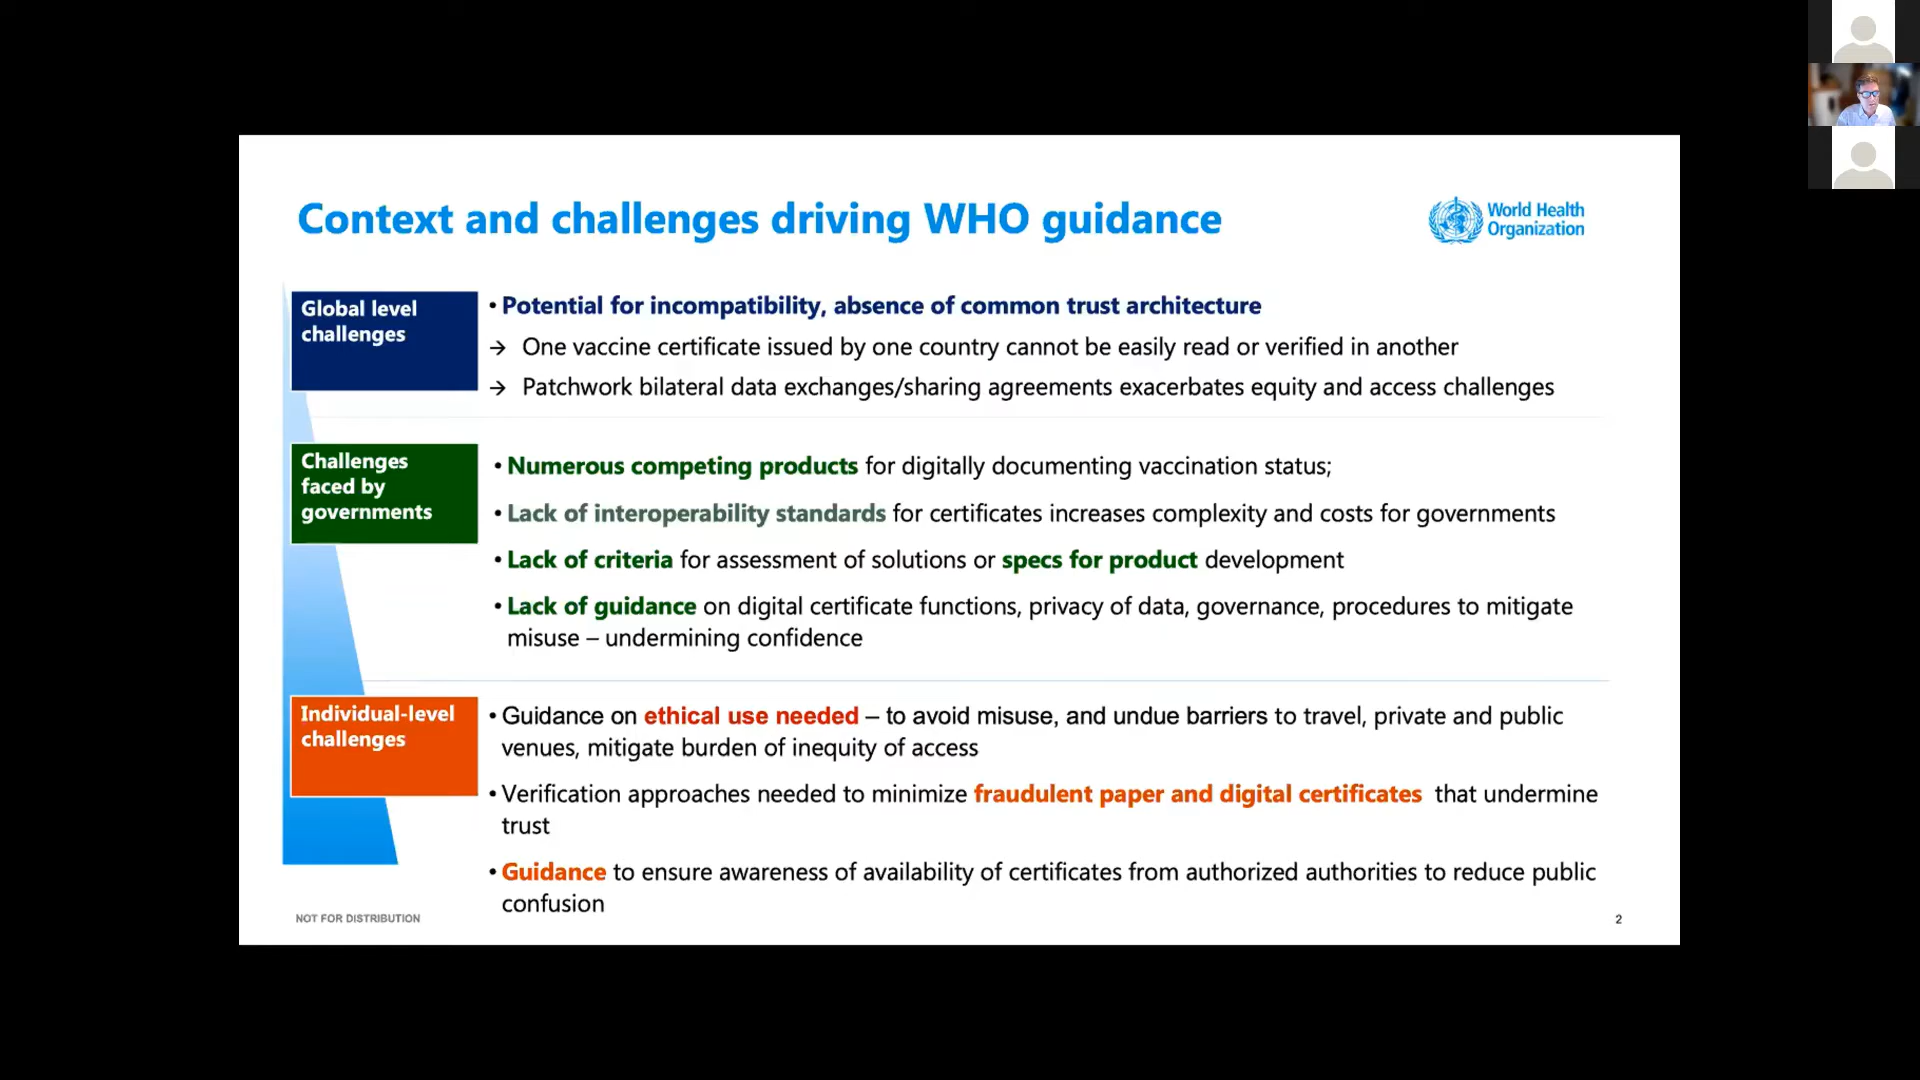 Context and challenges driving WHO guidance
World Health
Organization
Global level
challenges
• Potential for incompatibility, absence of common trust architecture
→ One vaccine certificate issued by one country cannot be easily read or verified in another
→ Patchwork bilateral data exchanges/sharing agreements exacerbates equity and access challenges
Challenges
faced by
governments
• Numerous competing products for digitally documenting vaccination status;
• Lack of interoperability standards for certificates increases complexity and costs for governments
• Lack of criteria for assessment of solutions or specs for product development
• Lack of guidance on digital certificate functions, privacy of data, governance, procedures to mitigate
misuse – undermining confidence
Individual-level
challenges
• Guidance on ethical use needed – to avoid misuse, and undue barriers to travel, private and public
venues, mitigate burden of inequity of access
• Verification approaches needed to minimize fraudulent paper and digital certificates that undermine
trust
• Guidance to ensure awareness of availability of certificates from authorized authorities to reduce public
confusion
NOT FOR DISTRIBUTION
2